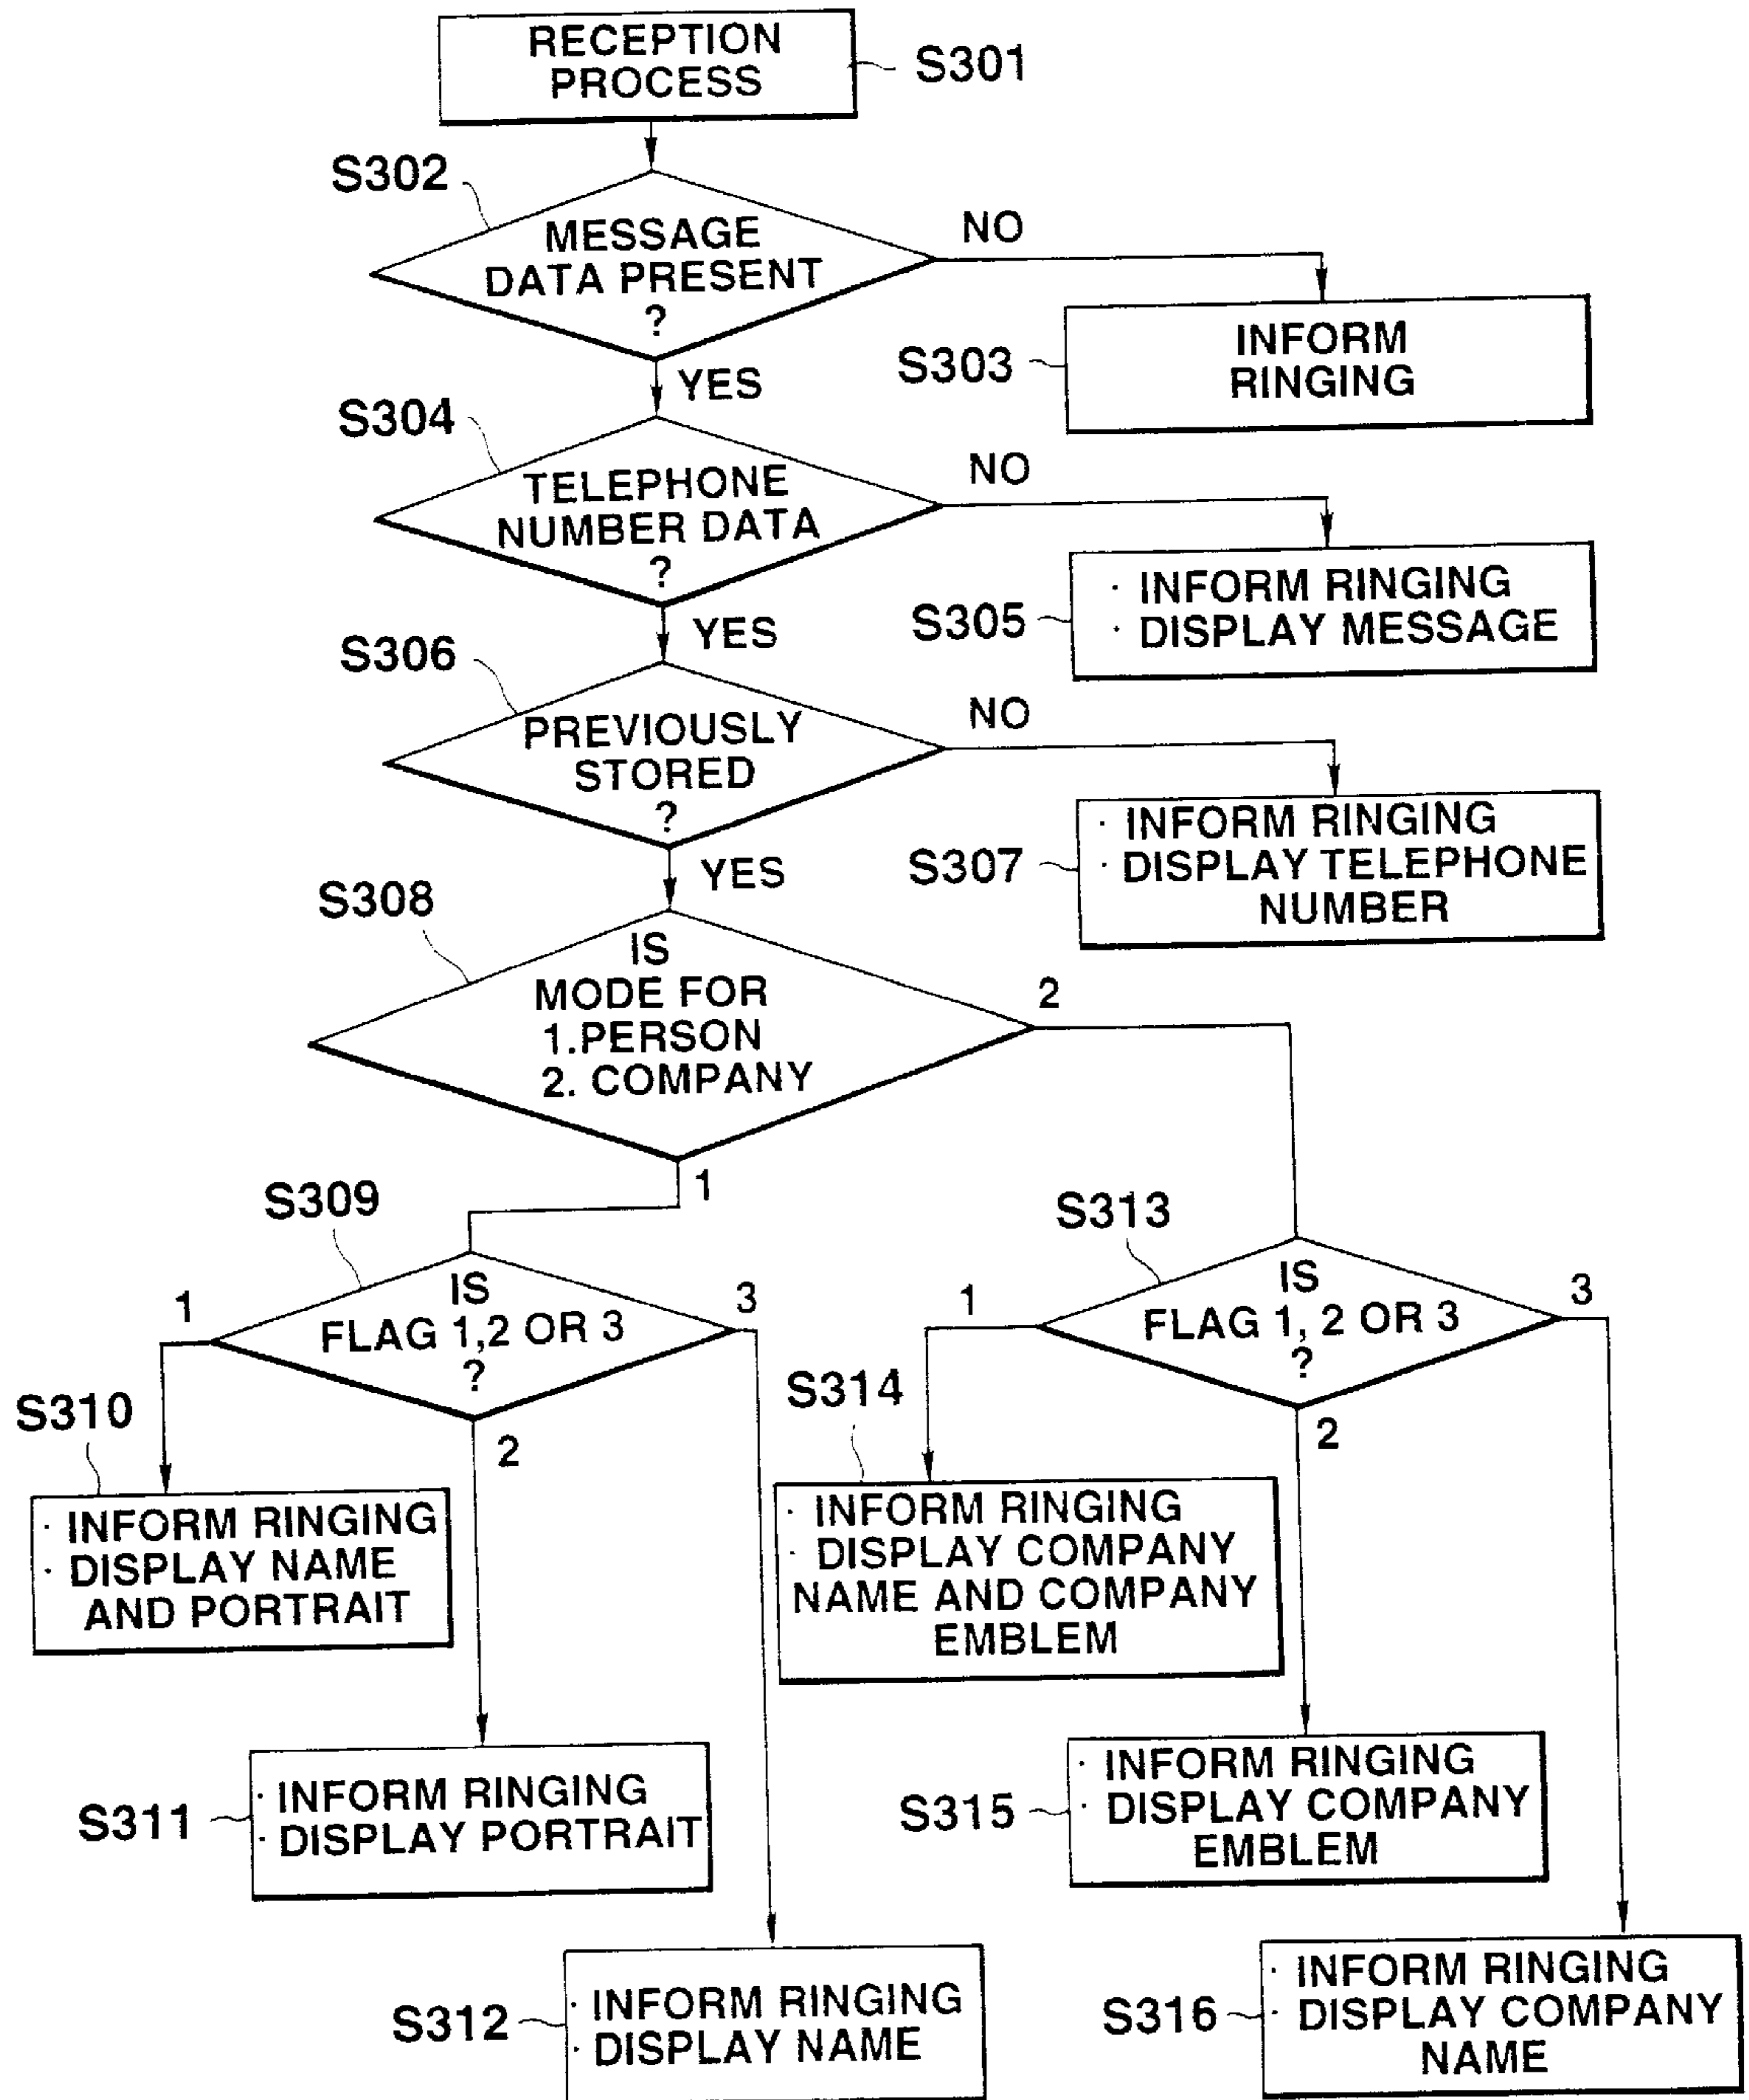 RECEPTION
PROCESS
S301
S302
MESSAGE
DATA PRESENT
?
NO
YES
S303
INFORM
RINGING
S304
TELEPHONE
NUMBER DATA
?
NO
YES
S305
· INFORM RINGING
· DISPLAY MESSAGE
S306
PREVIOUSLY
STORED
?
NO
YES
S307
· INFORM RINGING
· DISPLAY TELEPHONE
NUMBER
S308
IS
MODE FOR
1.PERSON
2. COMPANY
2
1
S309
IS
FLAG 1,2 OR 3
?
1
3
2
S313
IS
FLAG 1, 2 OR 3
?
1
3
2
S310
· INFORM RINGING
· DISPLAY NAME
AND PORTRAIT
S314
· INFORM RINGING
· DISPLAY COMPANY
NAME AND COMPANY
EMBLEM
S311
· INFORM RINGING
· DISPLAY PORTRAIT
S315
· INFORM RINGING
· DISPLAY COMPANY
EMBLEM
S312
· INFORM RINGING
· DISPLAY NAME
S316
· INFORM RINGING
· DISPLAY COMPANY
NAME